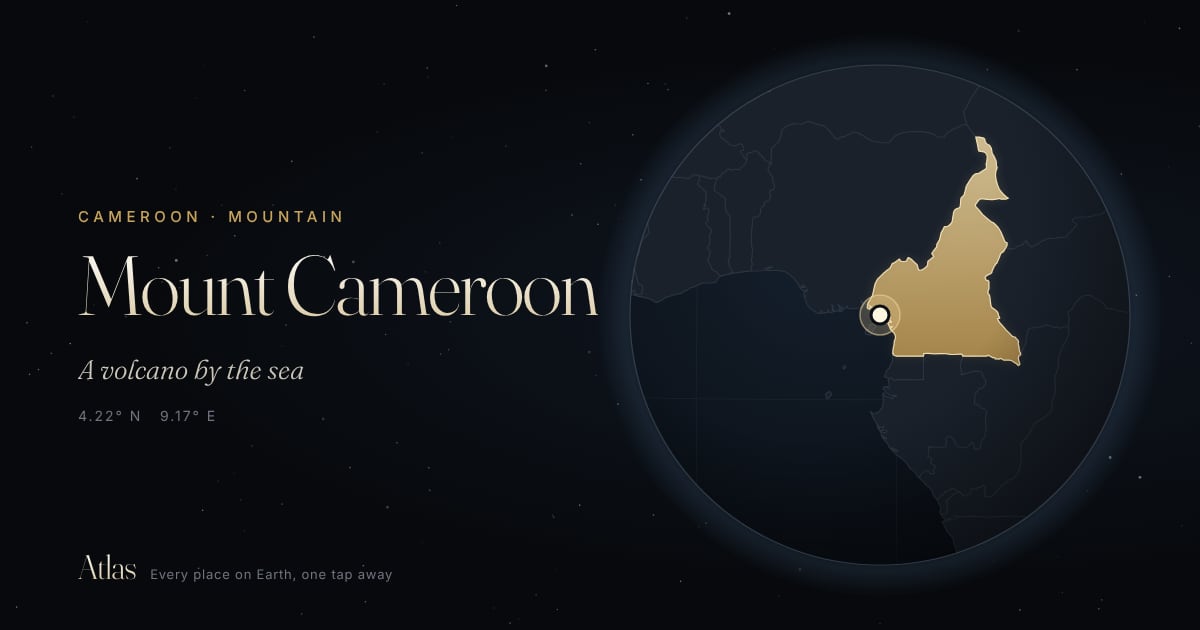 CAMEROON · MOUNTAIN
Mount Cameroon
A volcano by the sea
4.22° N 9.17° E
Atlas Every place on Earth, one tap away